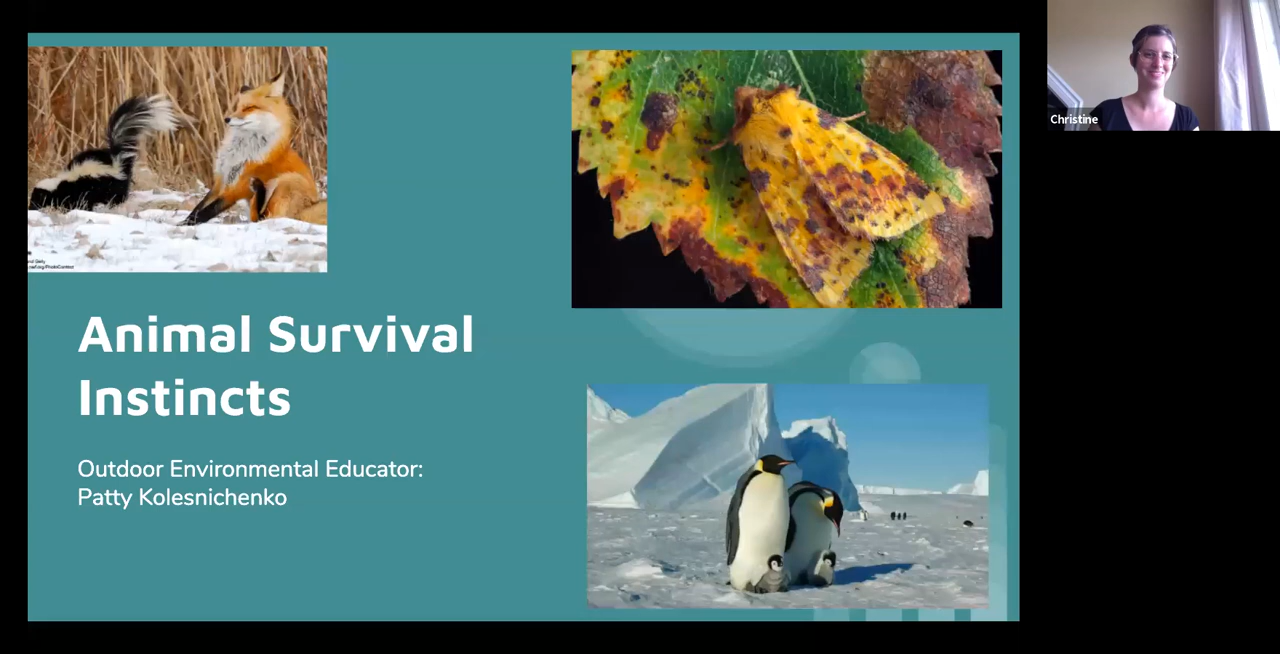 Christine
Animal Survival
Instincts
Outdoor Environmental Educator:
Patty Kolesnichenko